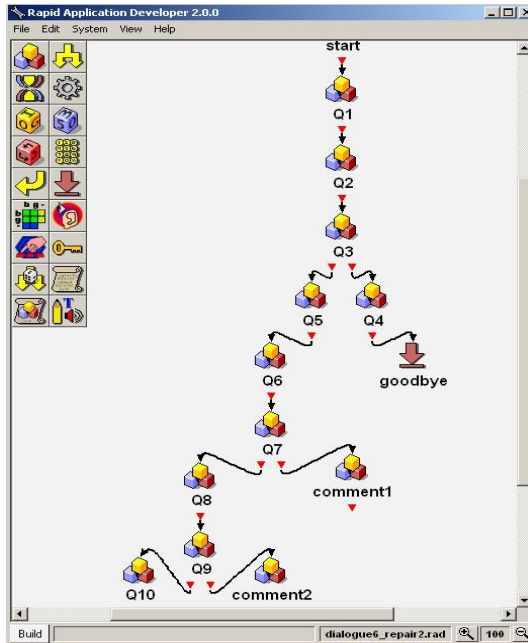 Rapid Application Developer 2.0.0
File Edit System View Help
start
Q1
Q2
Q3
Q5 Q4
Q6 goodbye
Q7
Q8 comment1
Q9
Q10 comment2
Build dialogue6_repair2.rad 100